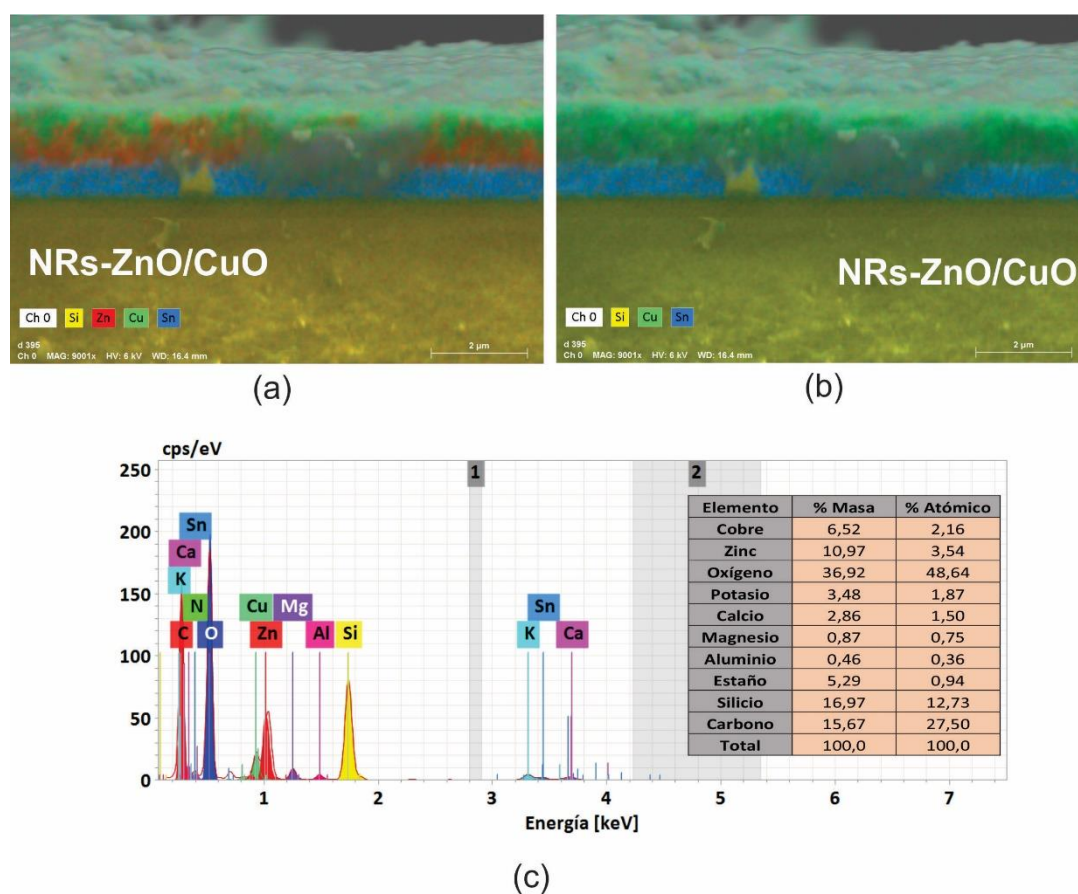 NRs-ZnO/CuO
Ch 0 Si Zn Cu Sn
d 395
Ch 0 MAG: 9001x HV: 6 kV WD: 16.4 mm
2 µm
(a)
NRs-ZnO/CuO
Ch 0 Si Cu Sn
d 395
Ch 0 MAG: 9001x HV: 6 kV WD: 16.4 mm
2 µm
(b)
cps/eV
250
200
150
100
50
0
1 2
Sn
Ca
K
N Cu Mg Sn
C O Zn Al Si K Ca
Elemento % Masa % Atómico
Cobre 6,52 2,16
Zinc 10,97 3,54
Oxígeno 36,92 48,64
Potasio 3,48 1,87
Calcio 2,86 1,50
Magnesio 0,87 0,75
Aluminio 0,46 0,36
Estaño 5,29 0,94
Silicio 16,97 12,73
Carbono 15,67 27,50
Total 100,0 100,0
1 2 3 4 5 6 7
Energía [keV]
(c)